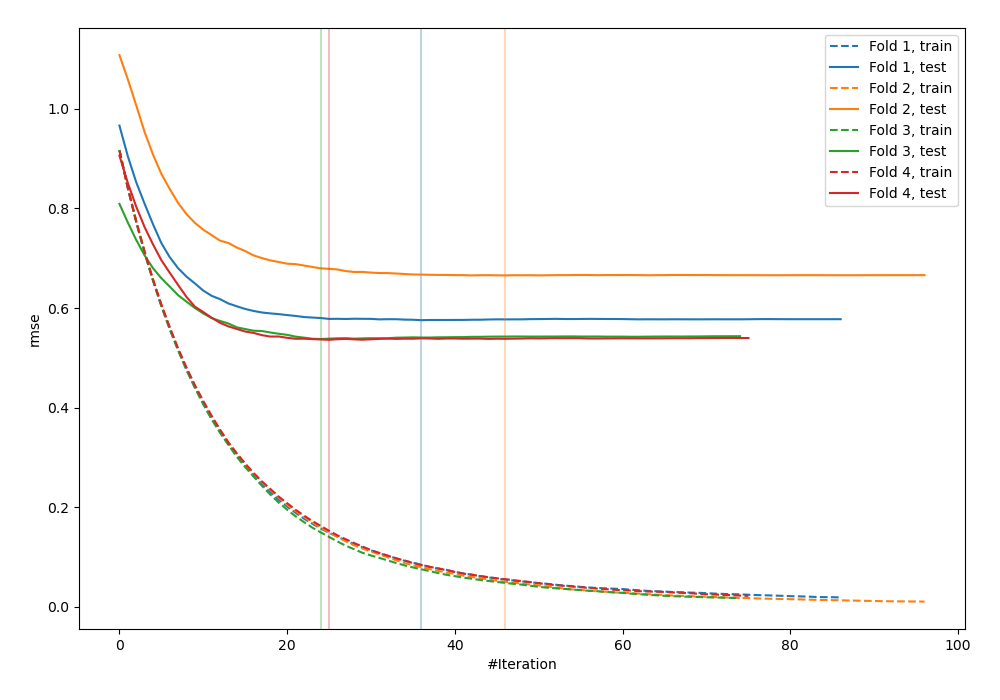 Fold 1, train
Fold 1, test
Fold 2, train
Fold 2, test
Fold 3, train
Fold 3, test
Fold 4, train
Fold 4, test
rmse
1.0
0.8
0.6
0.4
0.2
0.0
0
20
40
60
80
100
#Iteration